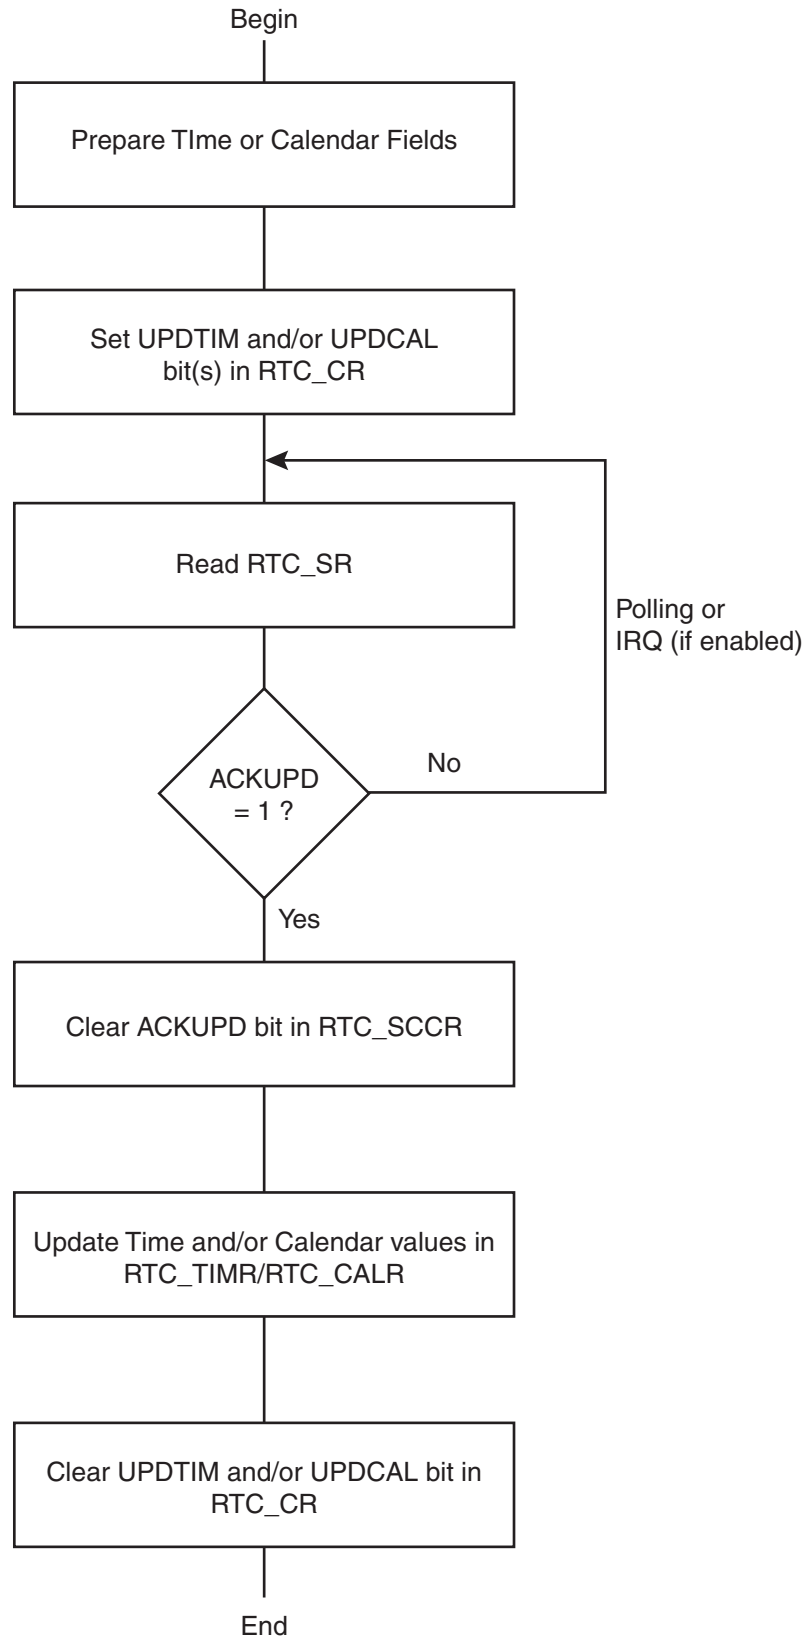 Begin
Prepare TIme or Calendar Fields
Set UPDTIM and/or UPDCAL
bit(s) in RTC_CR
Read RTC_SR
Polling or
IRQ (if enabled)
ACKUPD
= 1 ?
No
Yes
Clear ACKUPD bit in RTC_SCCR
Update Time and/or Calendar values in
RTC_TIMR/RTC_CALR
Clear UPDTIM and/or UPDCAL bit in
RTC_CR
End